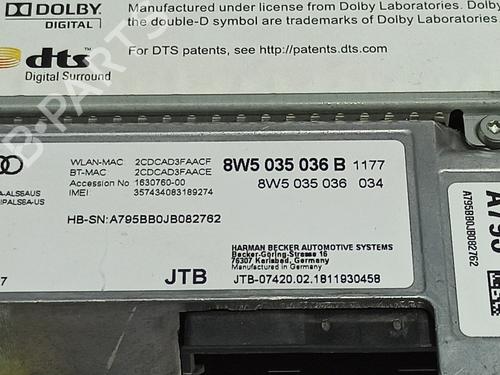 DOLBY
DIGITAL
Manufactured under license from Dolby Laboratories. Dolby
the double-D symbol are trademarks of Dolby Laboratories.
dts
Digital Surround
For DTS patents, see http://patents.dts.com
WLAN-MAC 2CDCAD3FAACF
BT-MAC 2CDCAD3FAACE
Accession No 1630760-00
IMEI 357434083189274
8W5 035 036 B 1177
8W5 035 036 034
HB-SN:A795BB0JB082762
HARMAN BECKER AUTOMOTIVE SYSTEMS
Becker-Göring-Strasse 16
76307 Karlsbad, Germany
Manufactured in Germany
JTB
JTB-07420.02.1811930458
A795BB0JB082762
A795
B-PARTS